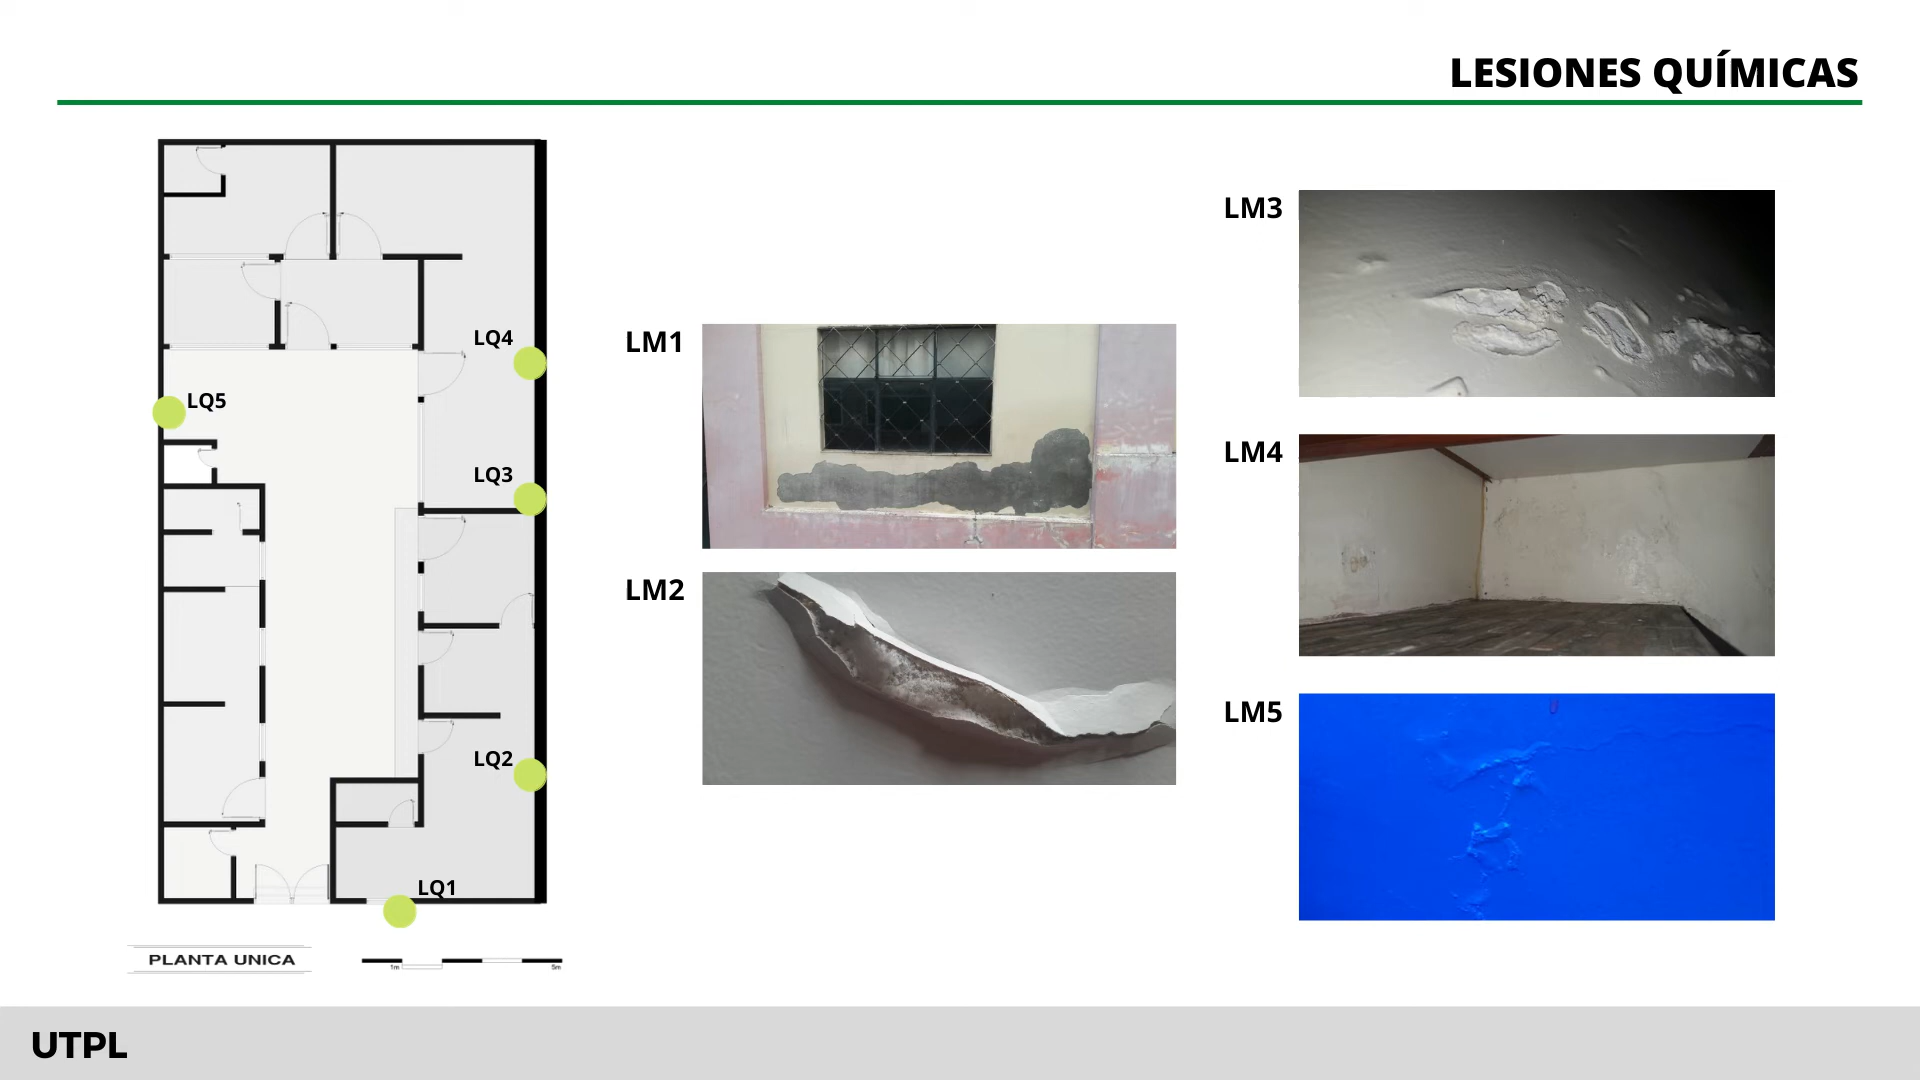 LESIONES QUÍMICAS
LQ4
LQ5
LQ3
LQ2
LQ1
PLANTA UNICA
1m
5m
LM1
LM2
LM3
LM4
LM5
UTPL